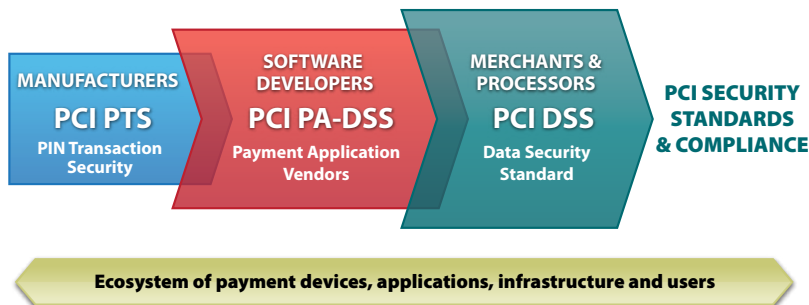 MANUFACTURERS
PCI PTS
PIN Transaction
Security
SOFTWARE
DEVELOPERS
PCI PA-DSS
Payment Application
Vendors
MERCHANTS &
PROCESSORS
PCI DSS
Data Security
Standard
PCI SECURITY
STANDARDS
& COMPLIANCE
Ecosystem of payment devices, applications, infrastructure and users